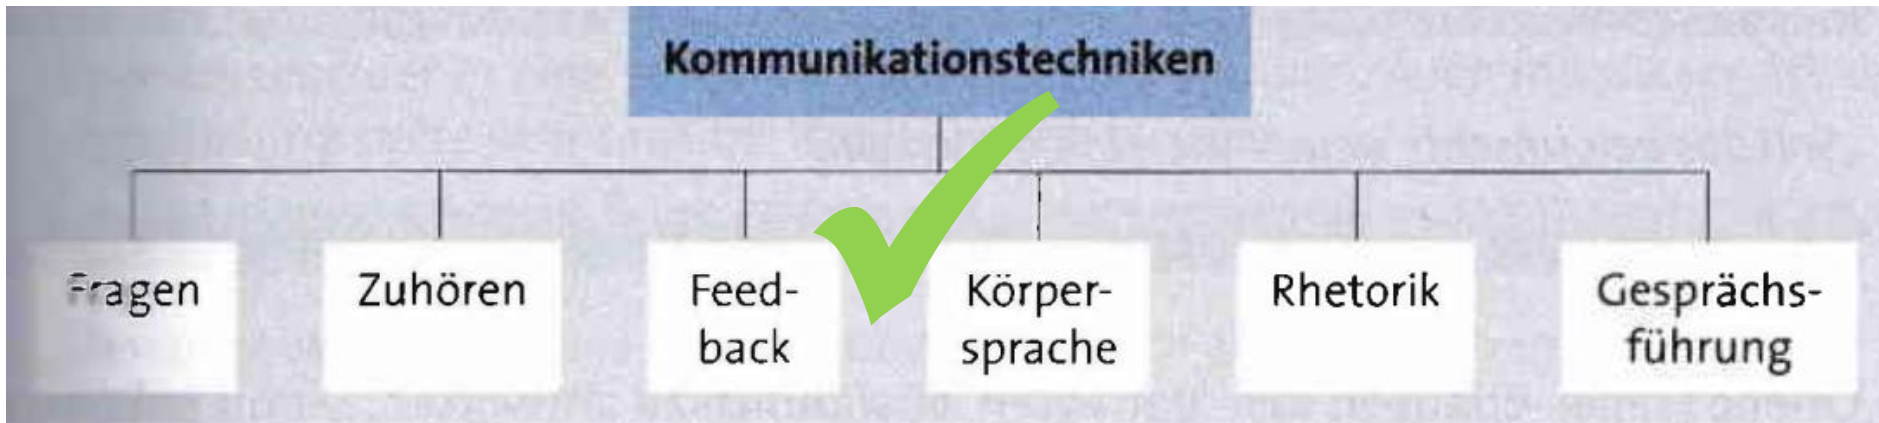 Kommunikationstechniken
Fragen
Zuhören
Feed-
back
Körper-
sprache
Rhetorik
Gesprächs-
führung